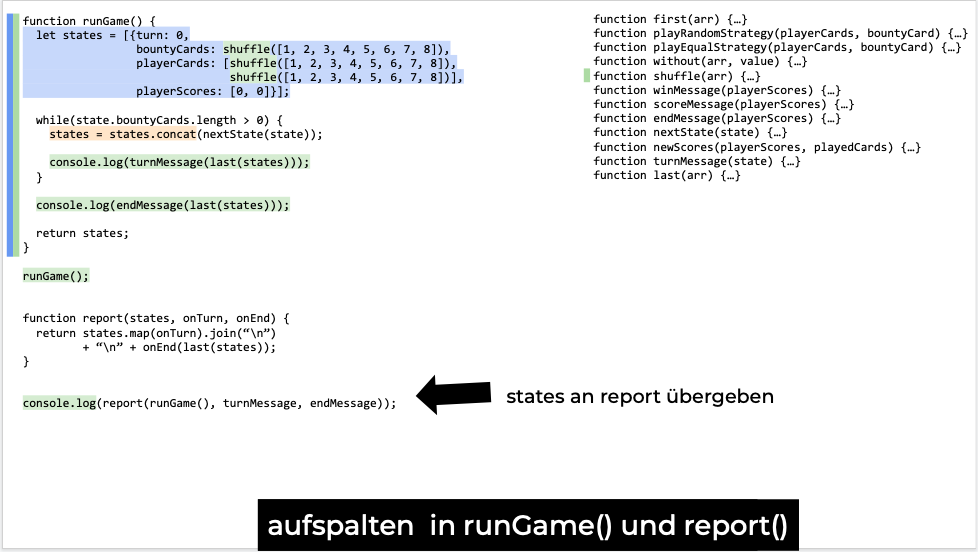 function runGame() {
let states = [{turn: 0,
bountyCards: shuffle([1, 2, 3, 4, 5, 6, 7, 8]),
playerCards: [shuffle([1, 2, 3, 4, 5, 6, 7, 8]),
shuffle([1, 2, 3, 4, 5, 6, 7, 8])],
playerScores: [0, 0]}];
while(state.bountyCards.length > 0) {
states = states.concat(nextState(state));
console.log(turnMessage(last(states)));
}
console.log(endMessage(last(states)));
return states;
}
runGame();
function report(states, onTurn, onEnd) {
return states.map(onTurn).join(“\n”)
+ “\n” + onEnd(last(states));
}
console.log(report(runGame(), turnMessage, endMessage));
function first(arr) {…}
function playRandomStrategy(playerCards, bountyCard) {…}
function playEqualStrategy(playerCards, bountyCard) {…}
function without(arr, value) {…}
function shuffle(arr) {…}
function winMessage(playerScores) {…}
function scoreMessage(playerScores) {…}
function endMessage(playerScores) {…}
function nextState(state) {…}
function newScores(playerScores, playedCards) {…}
function turnMessage(state) {…}
function last(arr) {…}
states an report übergeben
aufspalten  in runGame() und report()